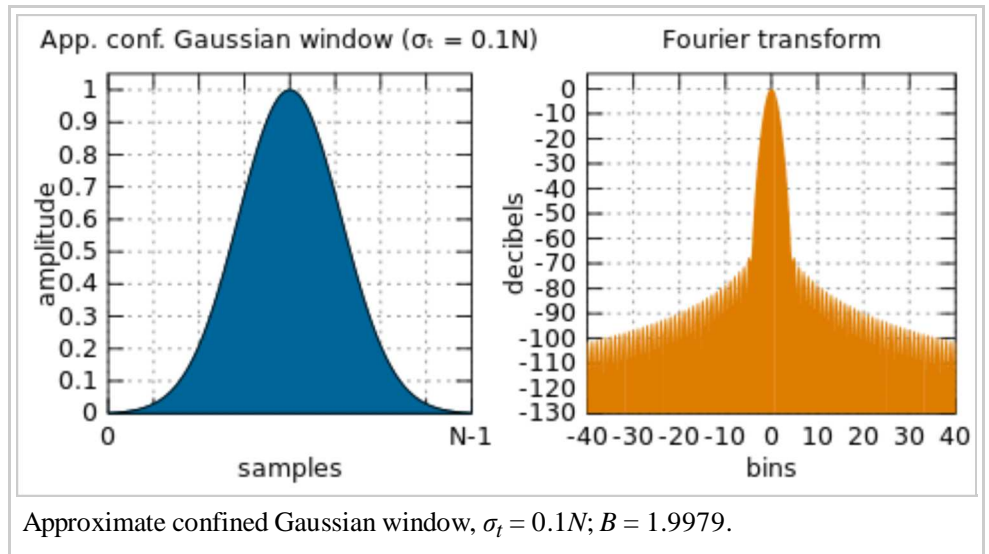 App. conf. Gaussian window (σₜ = 0.1N)
Fourier transform
amplitude
1
0.9
0.8
0.7
0.6
0.5
0.4
0.3
0.2
0.1
0
0 N-1
samples
decibels
0
-10
-20
-30
-40
-50
-60
-70
-80
-90
-100
-110
-120
-130
-40 -30 -20 -10 0 10 20 30 40
bins
Approximate confined Gaussian window, σₜ = 0.1N; B = 1.9979.